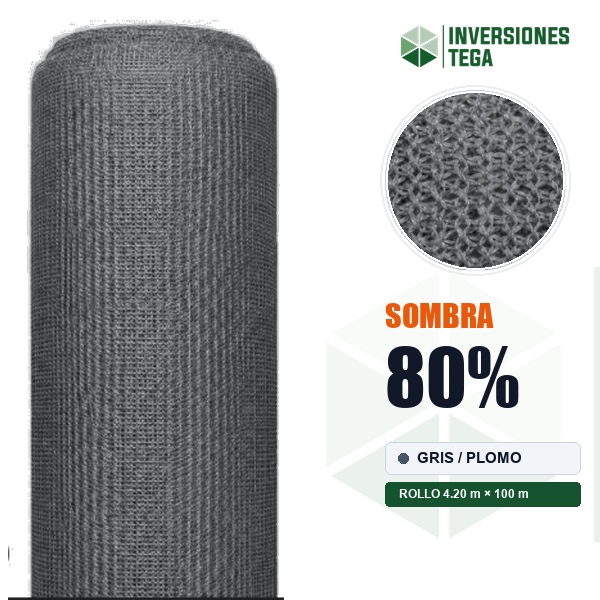 INVERSIONES
TEGA
SOMBRA
80%
GRIS / PLOMO
ROLLO 4.20 m × 100 m